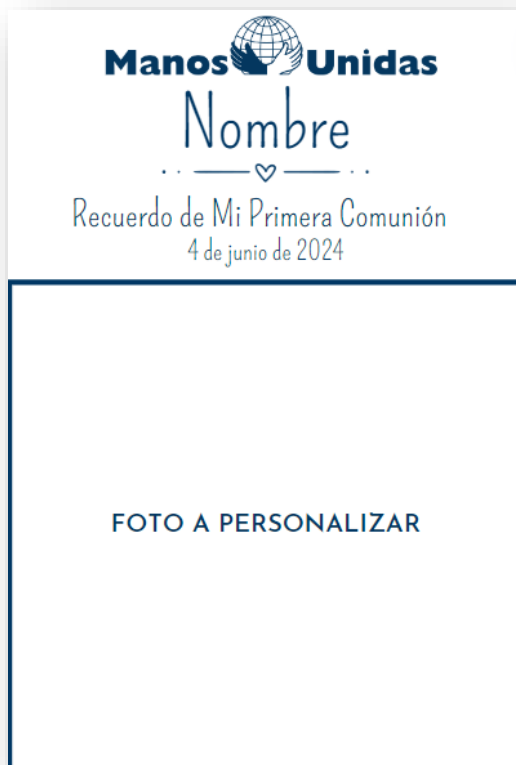 Manos Unidas
Nombre
Recuerdo de Mi Primera Comunión
4 de junio de 2024
FOTO A PERSONALIZAR